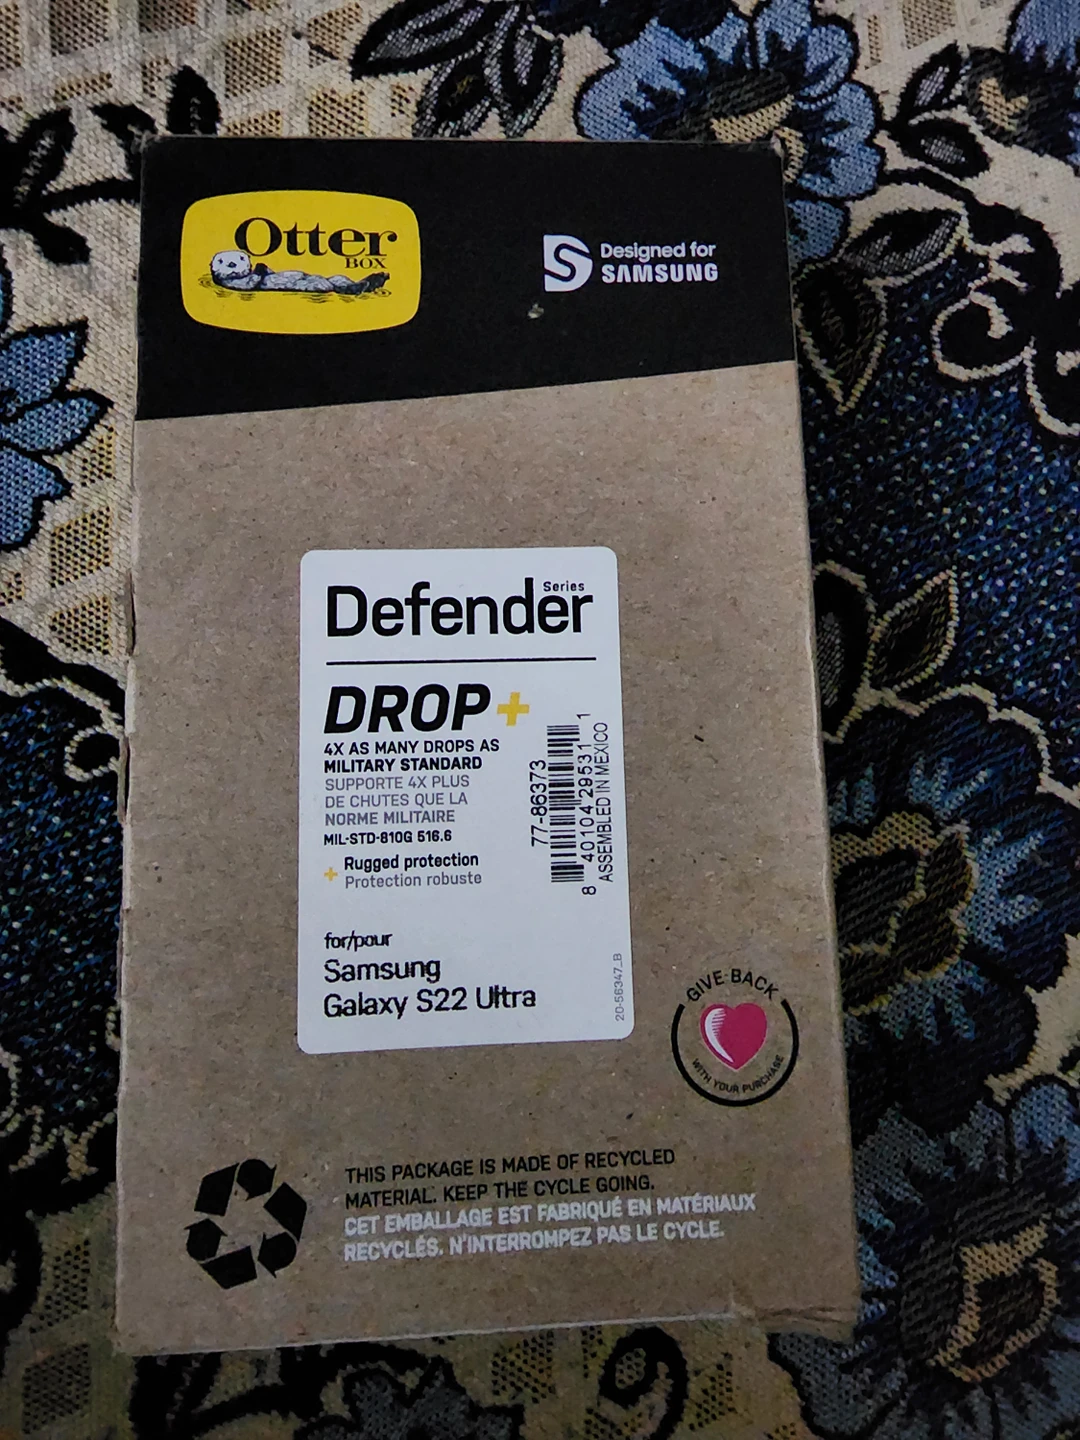 Otter
BOX
Designed for
SAMSUNG
Defender
Series
DROP+
4X AS MANY DROPS AS
MILITARY STANDARD
SUPPORTE 4X PLUS
DE CHUTES QUE LA
NORME MILITAIRE
MIL-STD-810G 516.6
+ Rugged protection
Protection robuste
77-86373
8 40104 29531 1
ASSEMBLED IN MEXICO
for/pour
Samsung
Galaxy S22 Ultra
20-56347_B
GIVE BACK
WITH YOUR PURCHASE
THIS PACKAGE IS MADE OF RECYCLED
MATERIAL. KEEP THE CYCLE GOING.
CET EMBALLAGE EST FABRIQUÉ EN MATÉRIAUX
RECYCLÉS. N'INTERROMPEZ PAS LE CYCLE.